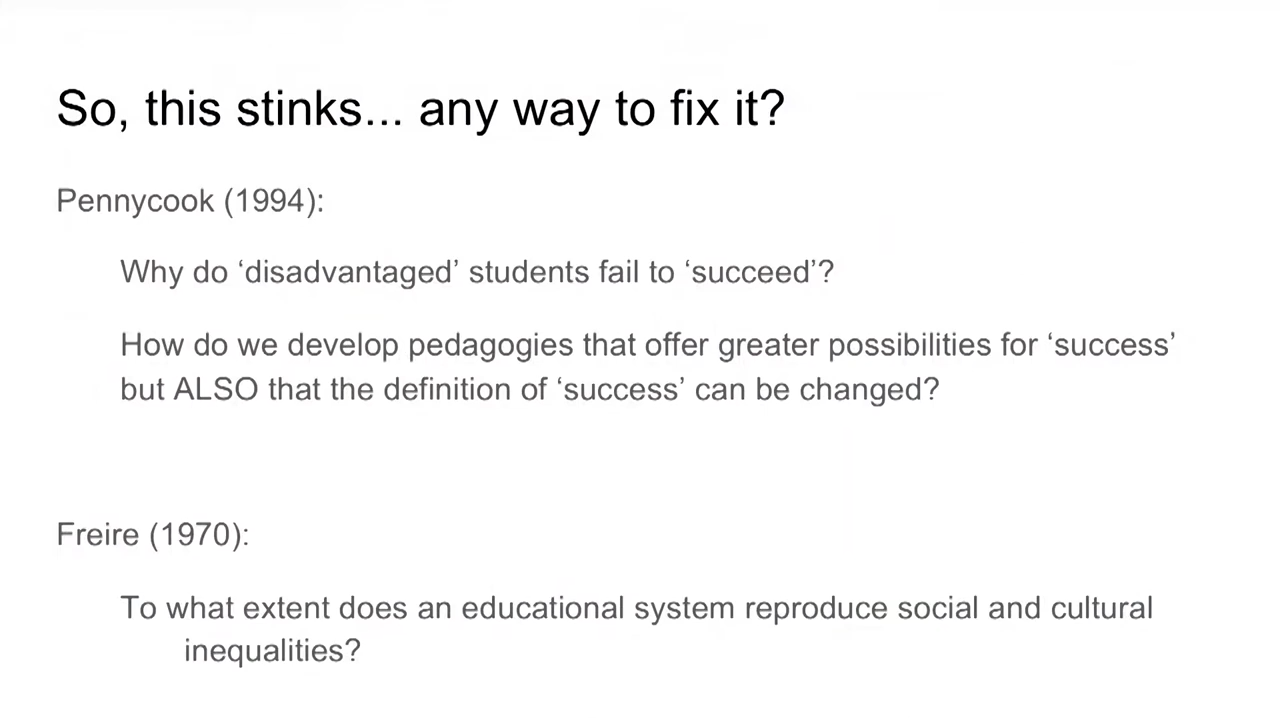 So, this stinks... any way to fix it?
Pennycook (1994):
Why do ‘disadvantaged’ students fail to ‘succeed’?
How do we develop pedagogies that offer greater possibilities for ‘success’
but ALSO that the definition of ‘success’ can be changed?
Freire (1970):
To what extent does an educational system reproduce social and cultural
inequalities?